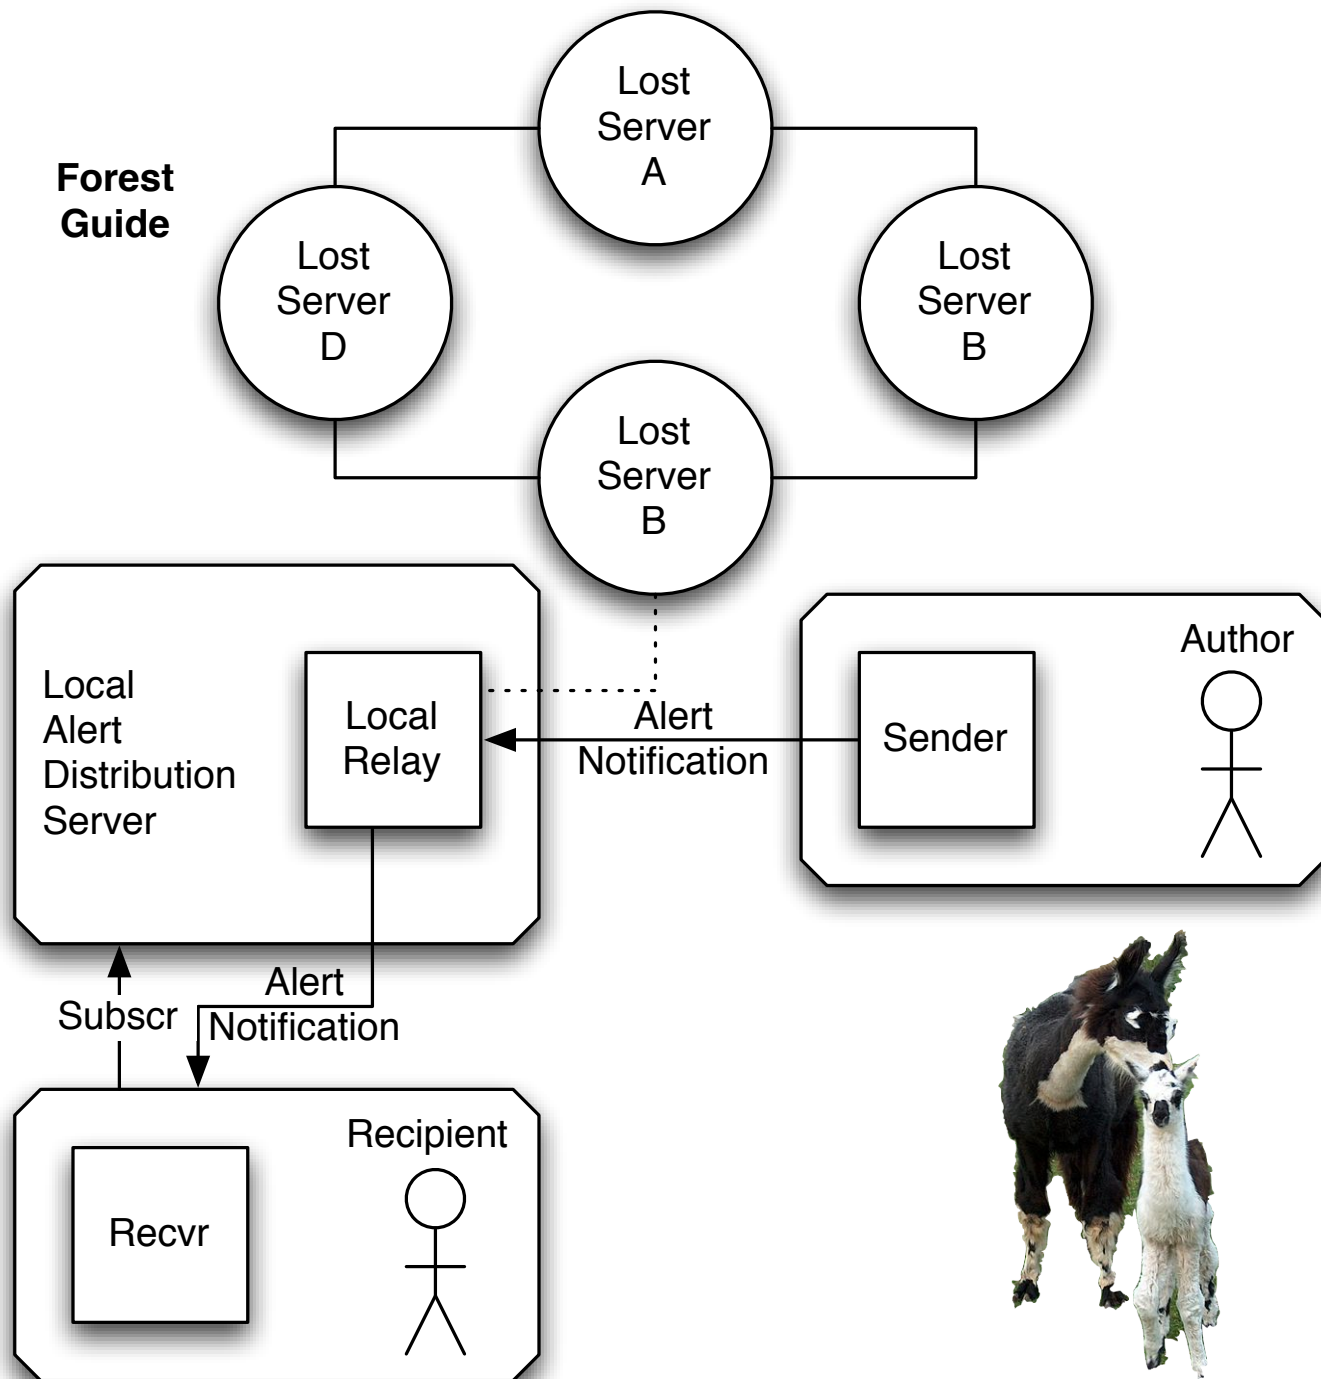 Lost
Server
A
Forest
Guide
Lost
Server
D
Lost
Server
B
Lost
Server
B
Local
Alert
Distribution
Server
Local
Relay
Alert
Notification
Sender
Author
Subscr
Alert
Notification
Recvr
Recipient